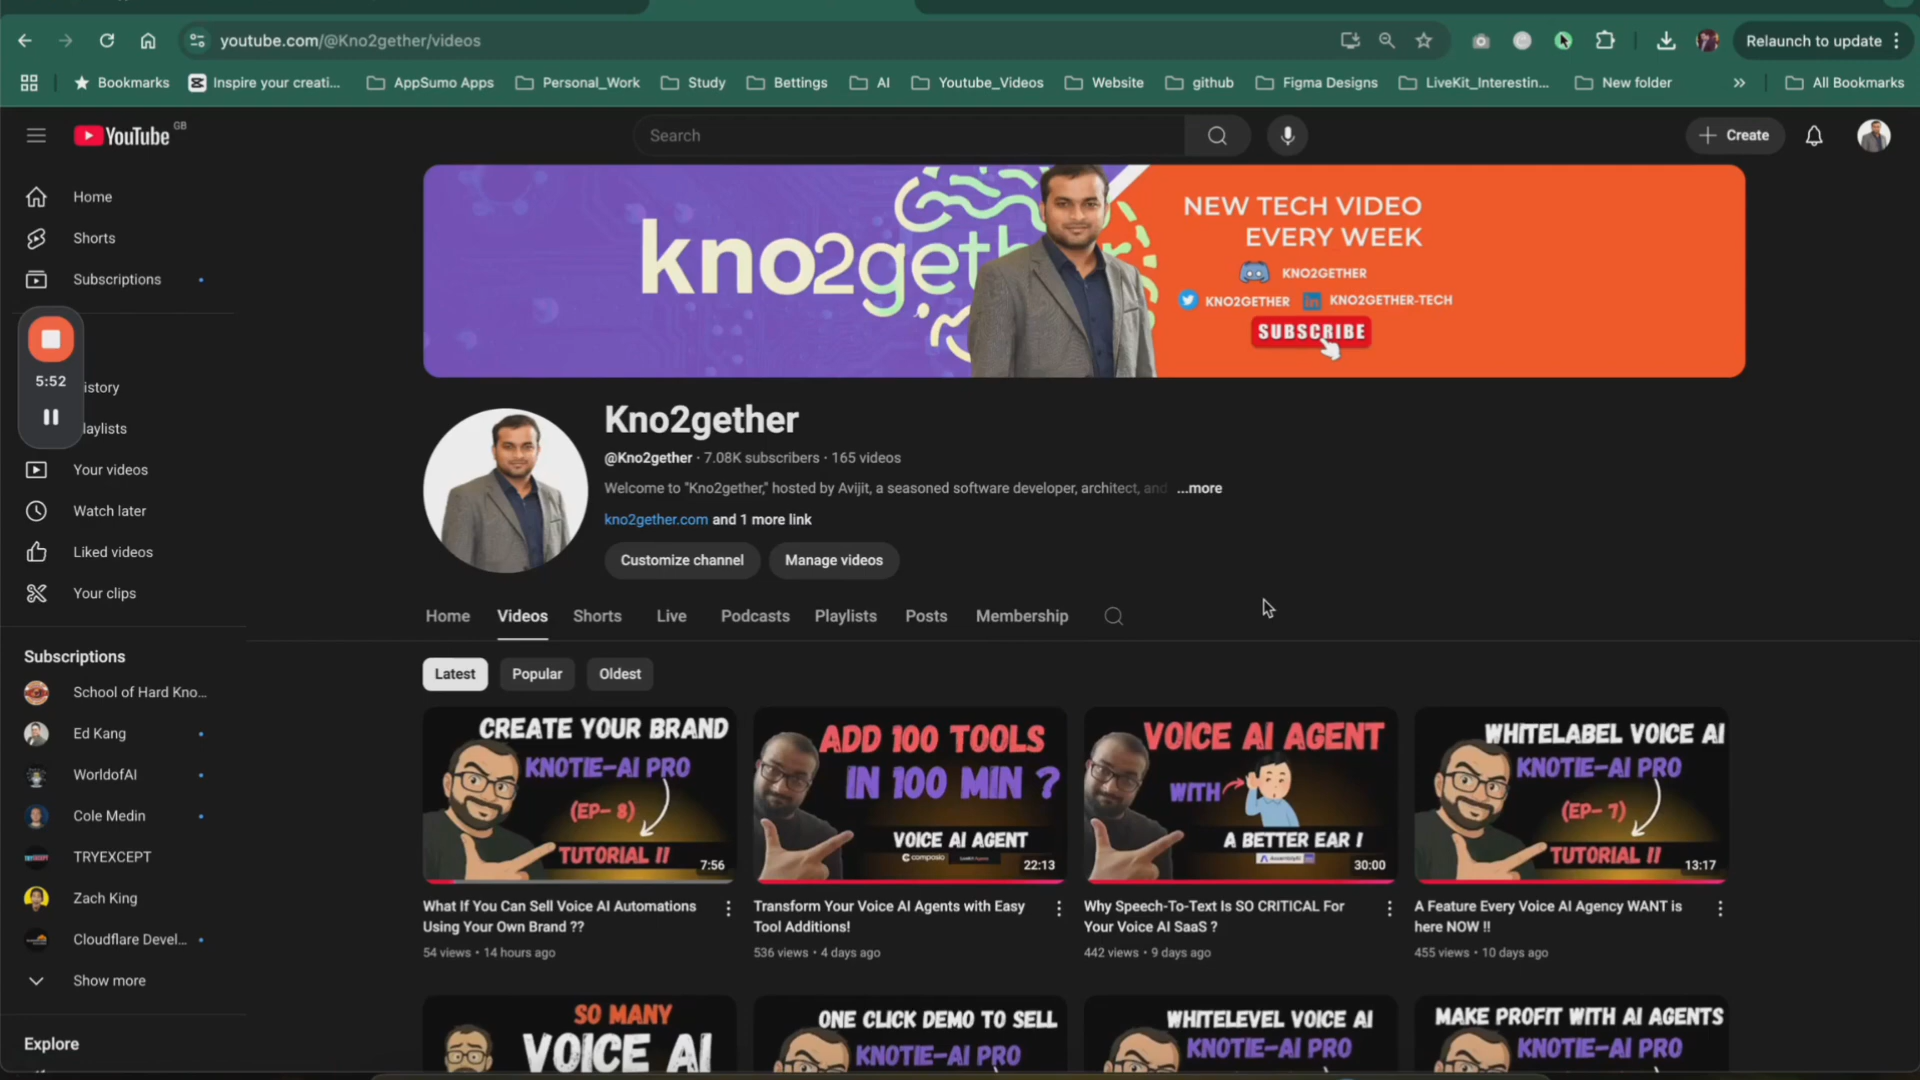 youtube.com/@Kno2gether/videos
Relaunch to update
Bookmarks
Inspire your creati...
AppSumo Apps
Personal_Work
Study
Bettings
AI
Youtube_Videos
Website
github
Figma Designs
LiveKit_Interestin...
New folder
All Bookmarks
YouTube GB
Search
Create
Home
Shorts
Subscriptions
5:52
istory
laylists
Your videos
Watch later
Liked videos
Your clips
Subscriptions
School of Hard Kno...
Ed Kang
WorldofAI
Cole Medin
TRYEXCEPT
Zach King
Cloudflare Devel...
Show more
Explore
kno2gether
NEW TECH VIDEO
EVERY WEEK
KNO2GETHER
KNO2GETHER
in KNO2GETHER-TECH
SUBSCRIBE
Kno2gether
@Kno2gether · 7.08K subscribers · 165 videos
Welcome to "Kno2gether," hosted by Avijit, a seasoned software developer, architect, and ...more
kno2gether.com and 1 more link
Customize channel
Manage videos
Home
Videos
Shorts
Live
Podcasts
Playlists
Posts
Membership
Latest
Popular
Oldest
CREATE YOUR BRAND
KNOTIE-AI PRO
(EP- 8)
TUTORIAL !!
7:56
What If You Can Sell Voice AI Automations
Using Your Own Brand ??
54 views • 14 hours ago
ADD 100 TOOLS
IN 100 MIN ?
VOICE AI AGENT
composio
22:13
Transform Your Voice AI Agents with Easy
Tool Additions!
536 views • 4 days ago
VOICE AI AGENT
WITH
A BETTER EAR !
AssemblyAI
30:00
Why Speech-To-Text Is SO CRITICAL For
Your Voice AI SaaS ?
442 views • 9 days ago
WHITELABEL VOICE AI
KNOTIE-AI PRO
(EP- 7)
TUTORIAL !!
13:17
A Feature Every Voice AI Agency WANT is
here NOW !!
455 views • 10 days ago
SO MANY
VOICE AI
ONE CLICK DEMO TO SELL
KNOTIE-AI PRO
WHITELEVEL VOICE AI
KNOTIE-AI PRO
MAKE PROFIT WITH AI AGENTS
KNOTIE-AI PRO